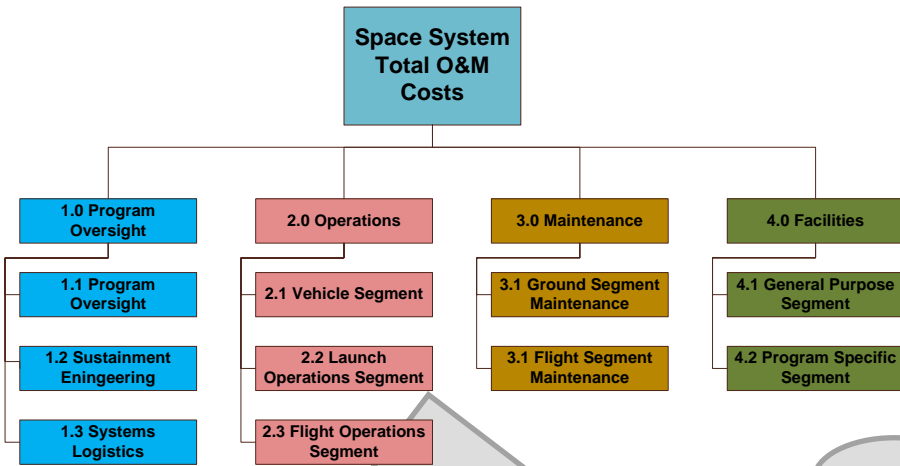 Space System
Total O&M
Costs
1.0 Program
Oversight
2.0 Operations
3.0 Maintenance
4.0 Facilities
1.1 Program
Oversight
2.1 Vehicle Segment
3.1 Ground Segment
Maintenance
4.1 General Purpose
Segment
1.2 Sustainment
Eningeering
2.2 Launch
Operations Segment
3.1 Flight Segment
Maintenance
4.2 Program Specific
Segment
1.3 Systems
Logistics
2.3 Flight Operations
Segment